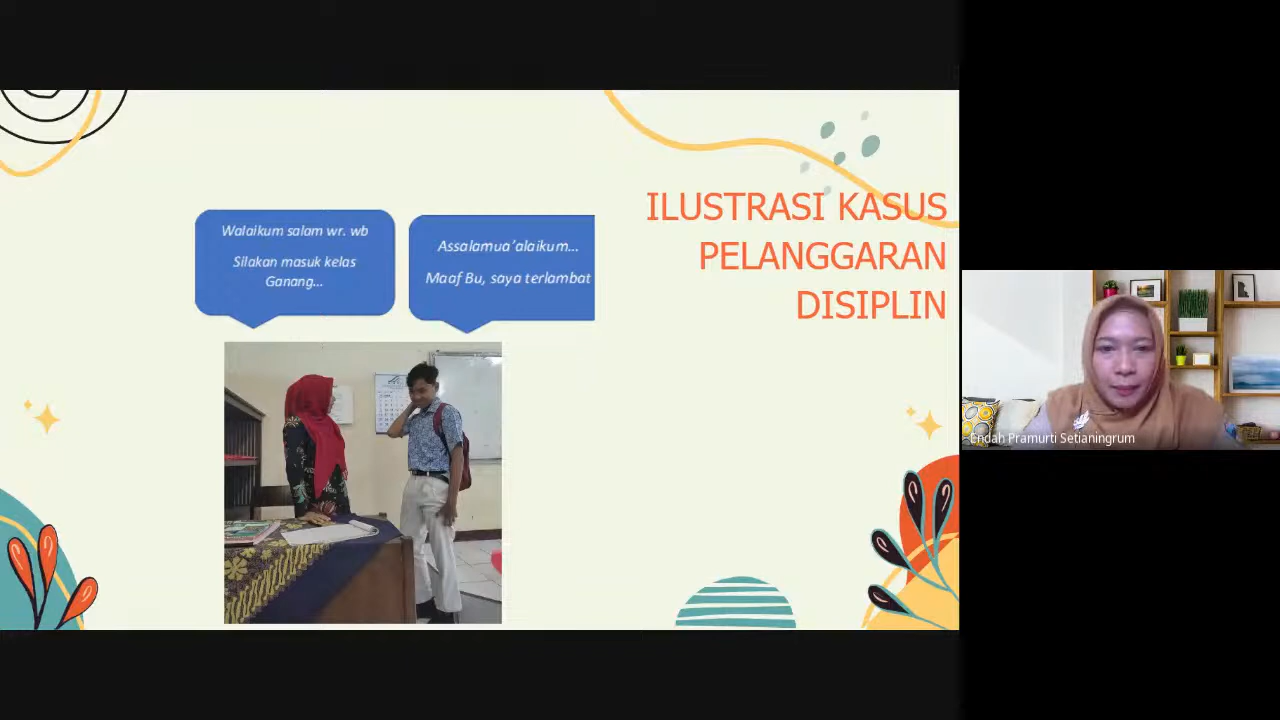 ILUSTRASI KASUS
PELANGGARAN
DISIPLIN
Walaikum salam wr. wb
Silakan masuk kelas
Ganang...
Assalamua'alaikum...
Maaf Bu, saya terlambat
Endah Pramurti Setianingrum